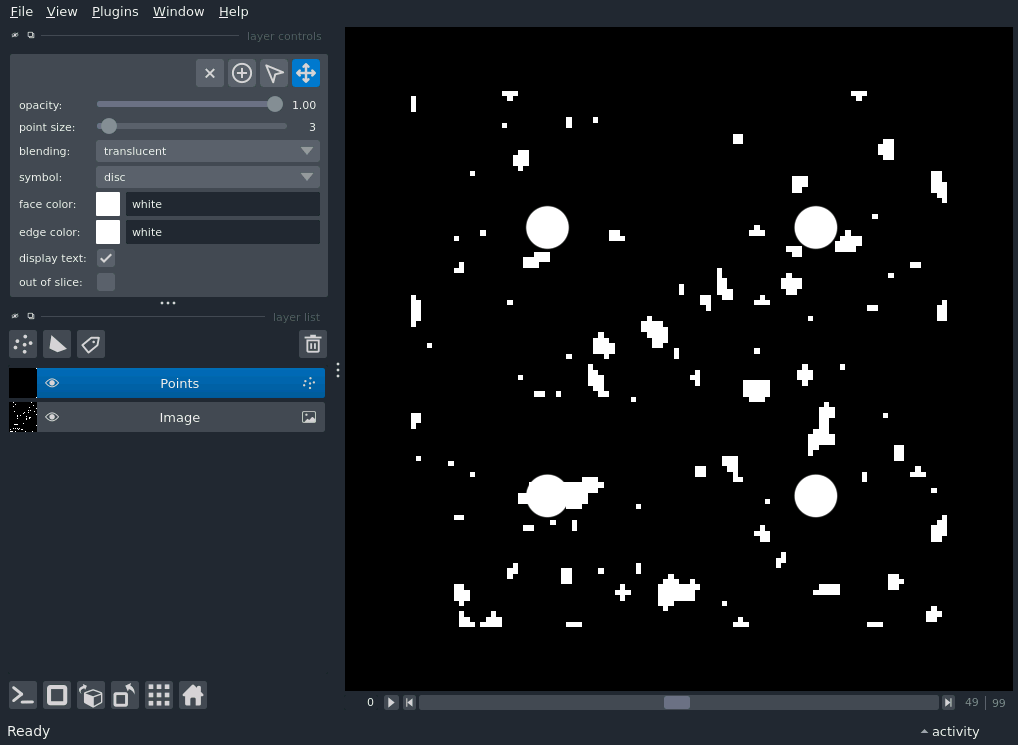 File View Plugins Window Help
layer controls
opacity: 1.00
point size: 3
blending: translucent
symbol: disc
face color: white
edge color: white
display text:
out of slice:
layer list
Points
Image
0 49 99
Ready activity